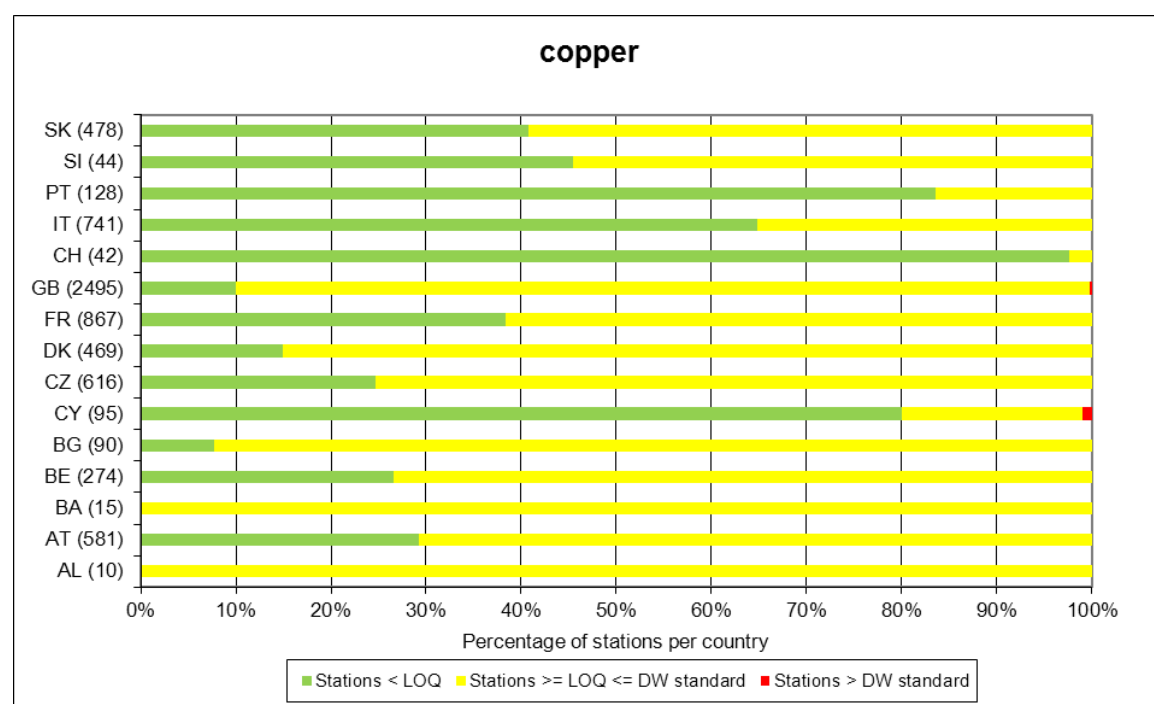 copper
SK (478)
SI (44)
PT (128)
IT (741)
CH (42)
GB (2495)
FR (867)
DK (469)
CZ (616)
CY (95)
BG (90)
BE (274)
BA (15)
AT (581)
AL (10)
0% 10% 20% 30% 40% 50% 60% 70% 80% 90% 100%
Percentage of stations per country
Stations < LOQ Stations >= LOQ <= DW standard Stations > DW standard